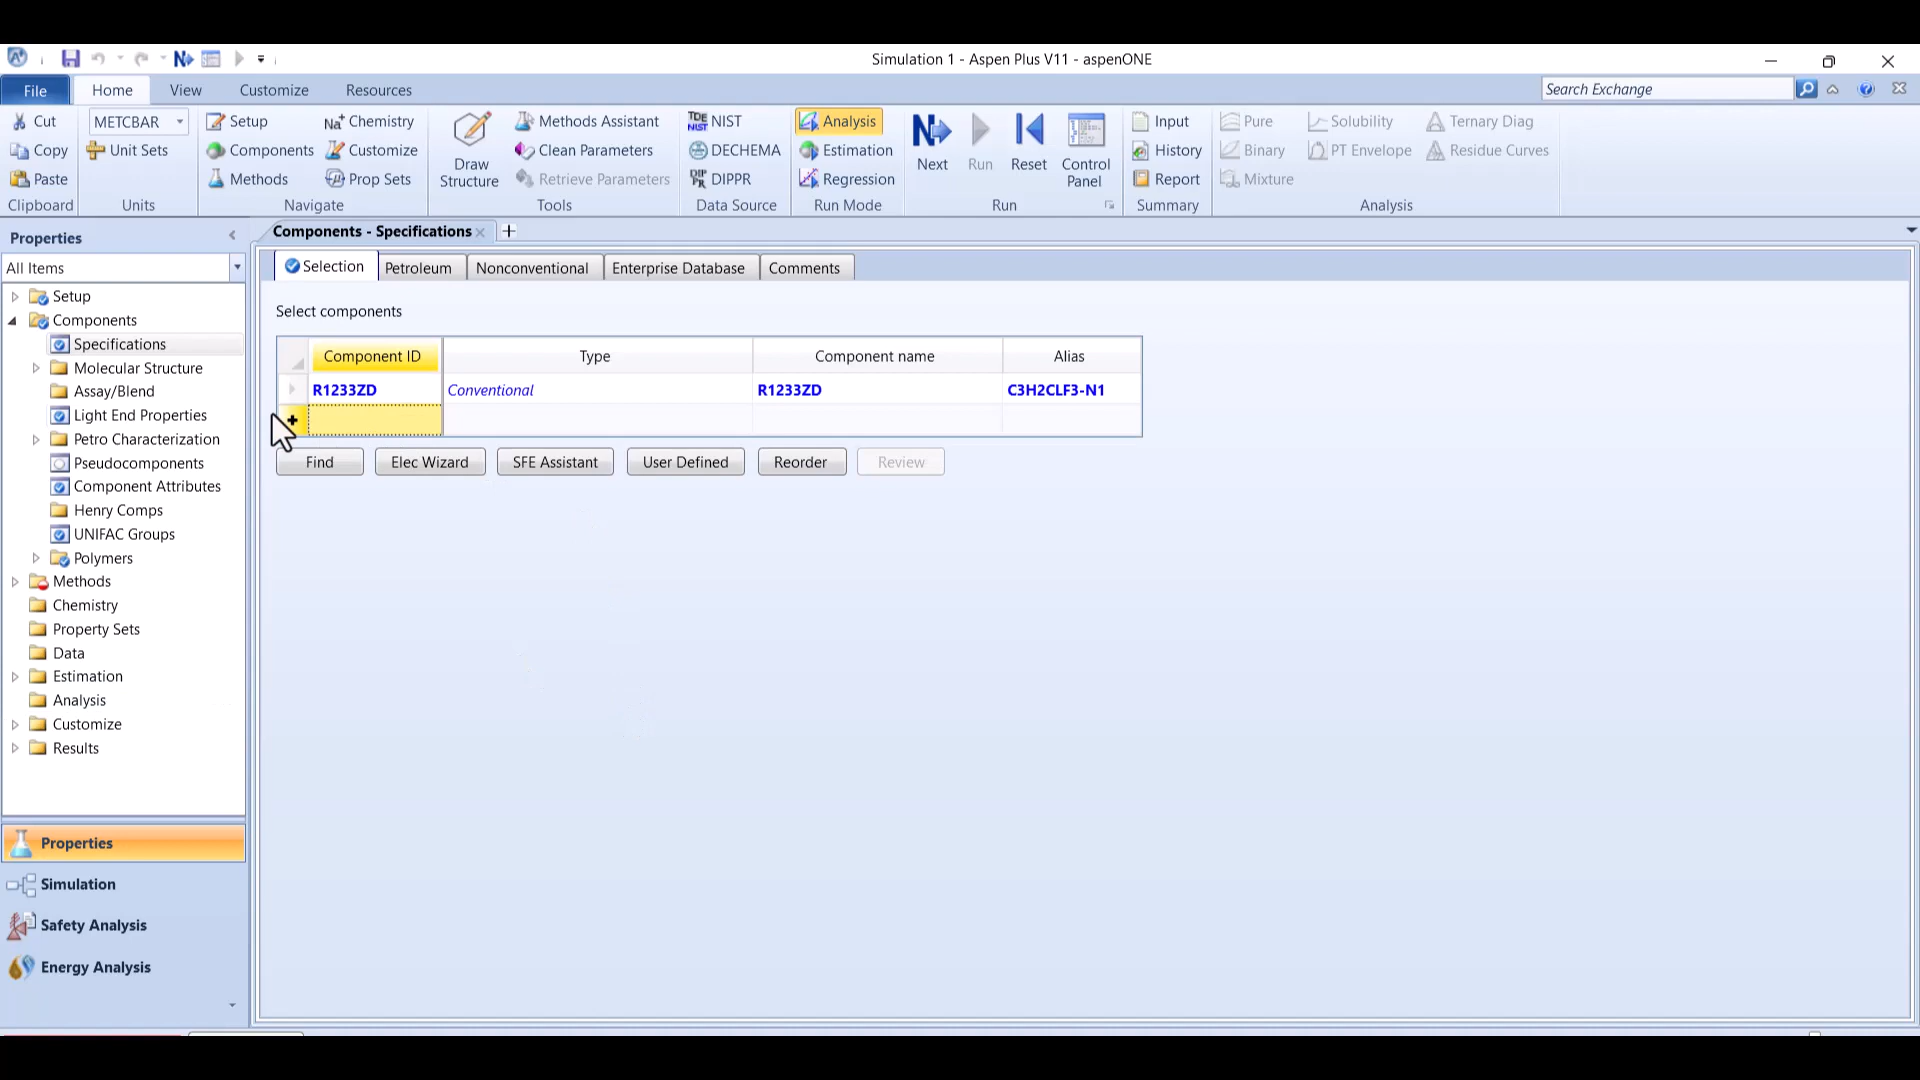 Simulation 1 - Aspen Plus V11 - aspenONE
File Home View Customize Resources Search Exchange
Cut METCBAR Setup Na+ Chemistry Methods Assistant NIST Analysis Input Pure Solubility Ternary Diag
Copy Unit Sets Components Customize Clean Parameters DECHEMA Estimation History Binary PT Envelope Residue Curves
Paste Methods Prop Sets Draw Structure Retrieve Parameters DIPPR Regression Next Run Reset Control Panel Report Mixture
Clipboard Units Navigate Tools Data Source Run Mode Run Summary Analysis
Properties
All Items
Setup
Components
Specifications
Molecular Structure
Assay/Blend
Light End Properties
Petro Characterization
Pseudocomponents
Component Attributes
Henry Comps
UNIFAC Groups
Polymers
Methods
Chemistry
Property Sets
Data
Estimation
Analysis
Customize
Results
Properties
Simulation
Safety Analysis
Energy Analysis
Components - Specifications
Selection Petroleum Nonconventional Enterprise Database Comments
Select components
Component ID Type Component name Alias
R1233ZD Conventional R1233ZD C3H2CLF3-N1
Find Elec Wizard SFE Assistant User Defined Reorder Review